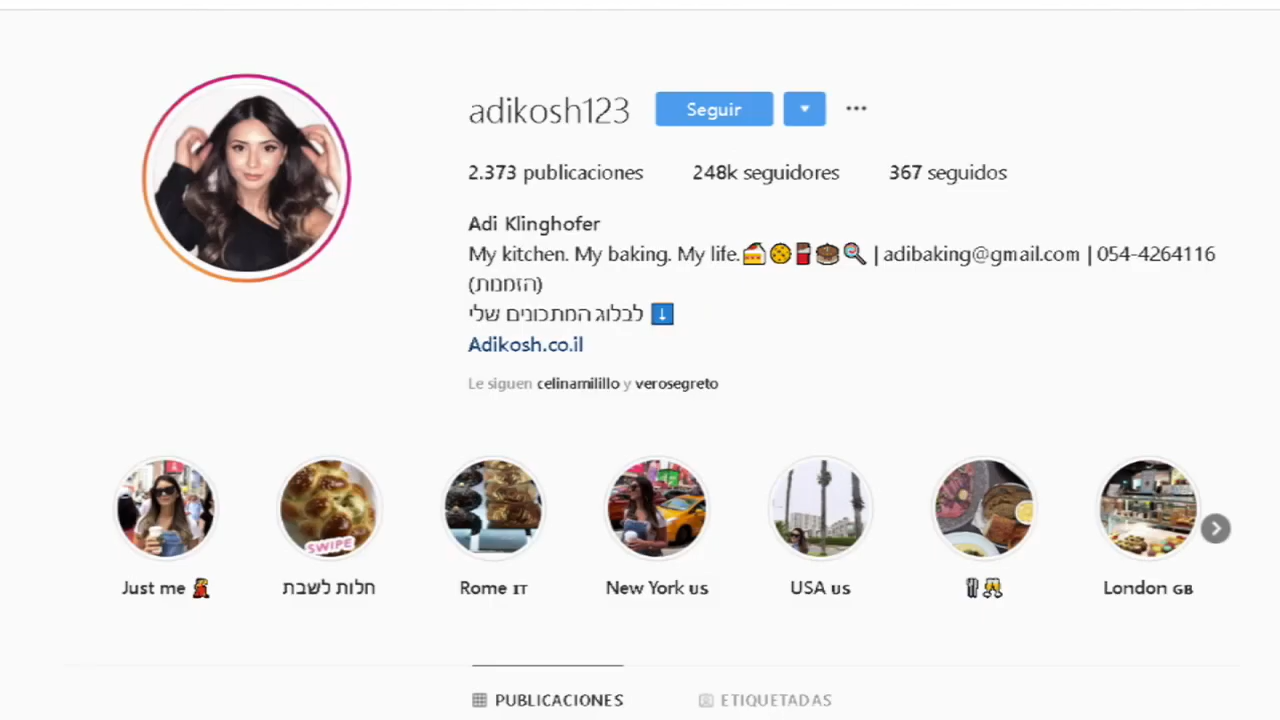 adikosh123 Seguir
2.373 publicaciones 248k seguidores 367 seguidos
Adi Klinghofer
My kitchen. My baking. My life.🍰🍪🥤🥞🍭 | adibaking@gmail.com | 054-4264116
(הזמנות)
לבלוג המתכונים שלי ⬇️
Adikosh.co.il
Le siguen celinamilillo y verosegreto
SWIPE
Just me 💃 חלות לשבת Rome IT New York US USA US 🍴🥂 London GB
PUBLICACIONES ETIQUETADAS